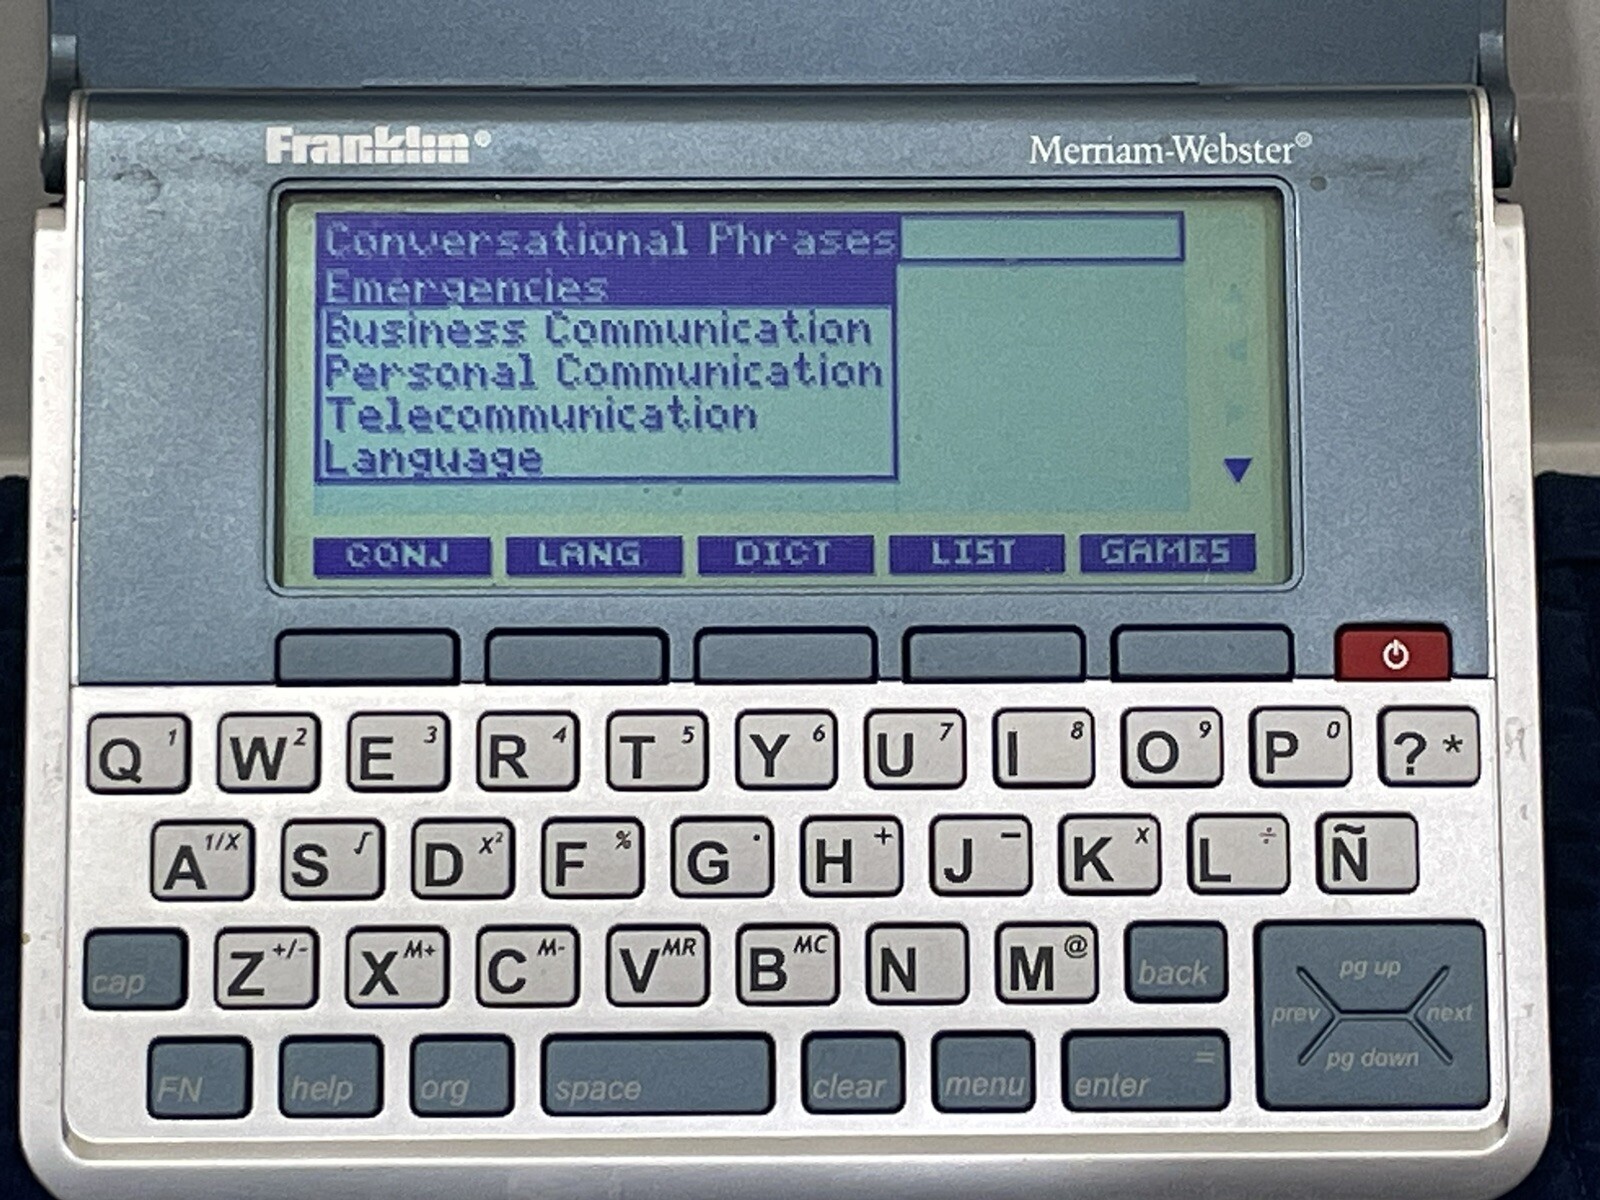 Franklin® Merriam-Webster®
Conversational Phrases
Emergencies
Business Communication
Personal Communication
Telecommunication
Language
CONJ LANG DICT LIST GAMES
Q 1 W 2 E 3 R 4 T 5 Y 6 U 7 I 8 O 9 P 0 ? *
A 1/X S √ D X² F % G . H + J − K X L ÷ Ñ
cap Z +/- X M+ C M- V MR B MC N M @ back pg up
prev next
pg down
FN help org space clear menu enter =